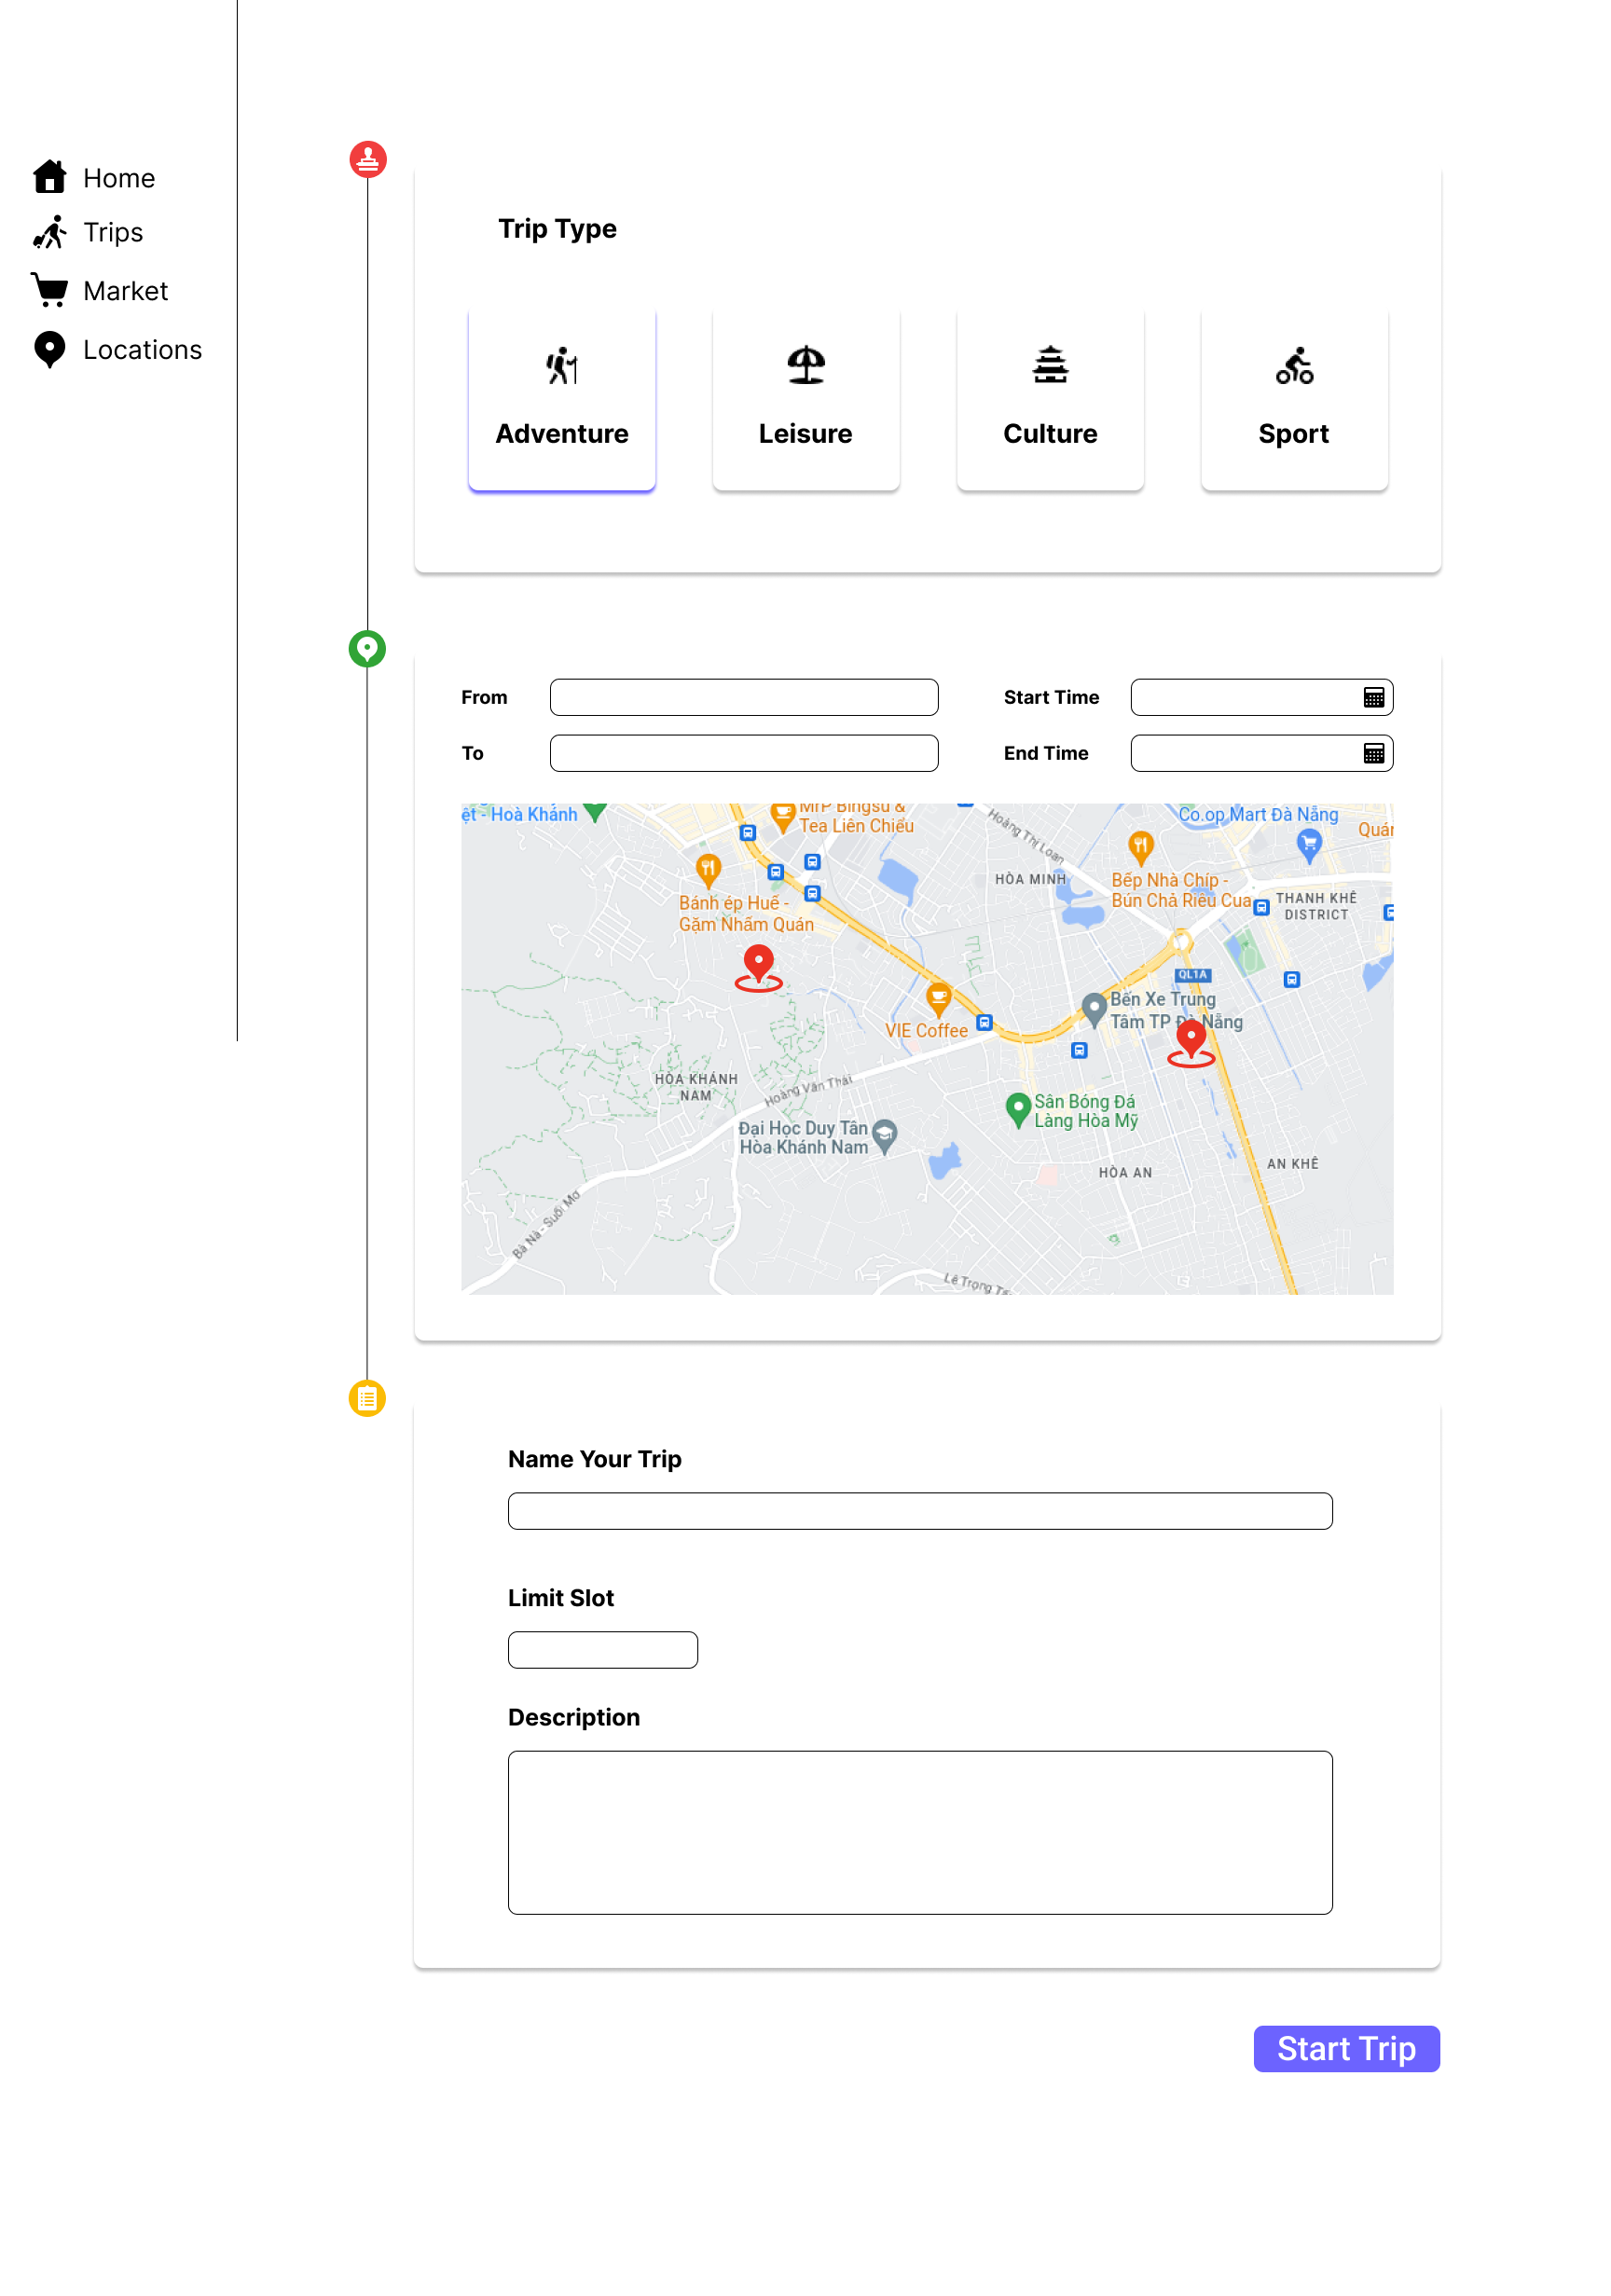 Home
Trips
Market
Locations
Trip Type
Adventure
Leisure
Culture
Sport
From
Start Time
To
End Time
ệt - Hoà Khánh
MrP Bingsu &
Tea Liên Chiểu
Hoàng Thị Loan
Co.op Mart Đà Nẵng
Quán
Bánh ép Huế -
Gặm Nhấm Quán
HÒA MINH
Bếp Nhà Chíp -
Bún Chả Riêu Cua
THANH KHÊ
DISTRICT
QL1A
Bến Xe Trung
Tâm TP Đà Nẵng
VIE Coffee
HÒA KHÁNH
NAM
Hoàng Văn Thái
Sân Bóng Đá
Làng Hòa Mỹ
Đại Học Duy Tân
Hòa Khánh Nam
HÒA AN
AN KHÊ
Bà Nà - Suối Mơ
Lê Trọng Tấ
Name Your Trip
Limit Slot
Description
Start Trip